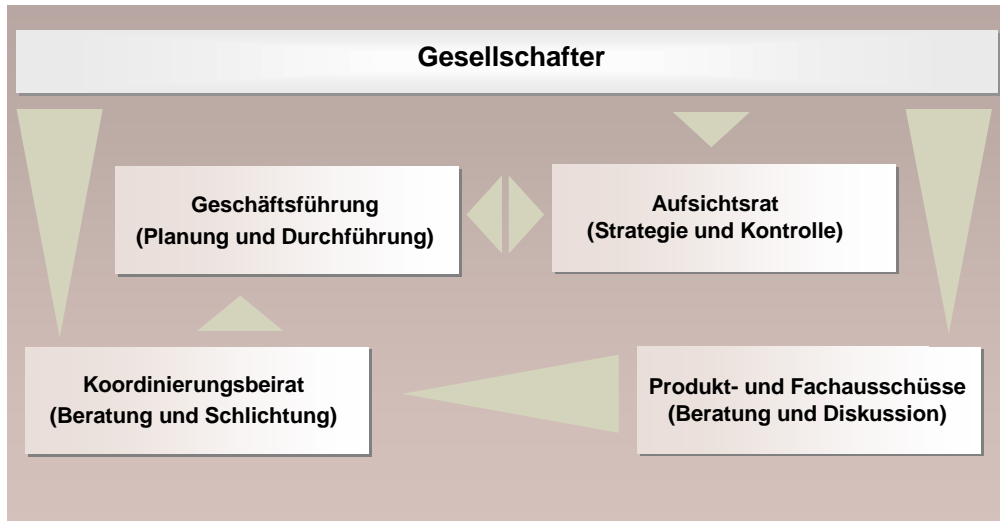 Gesellschafter
Geschäftsführung
(Planung und Durchführung)
Aufsichtsrat
(Strategie und Kontrolle)
Koordinierungsbeirat
(Beratung und Schlichtung)
Produkt- und Fachausschüsse
(Beratung und Diskussion)